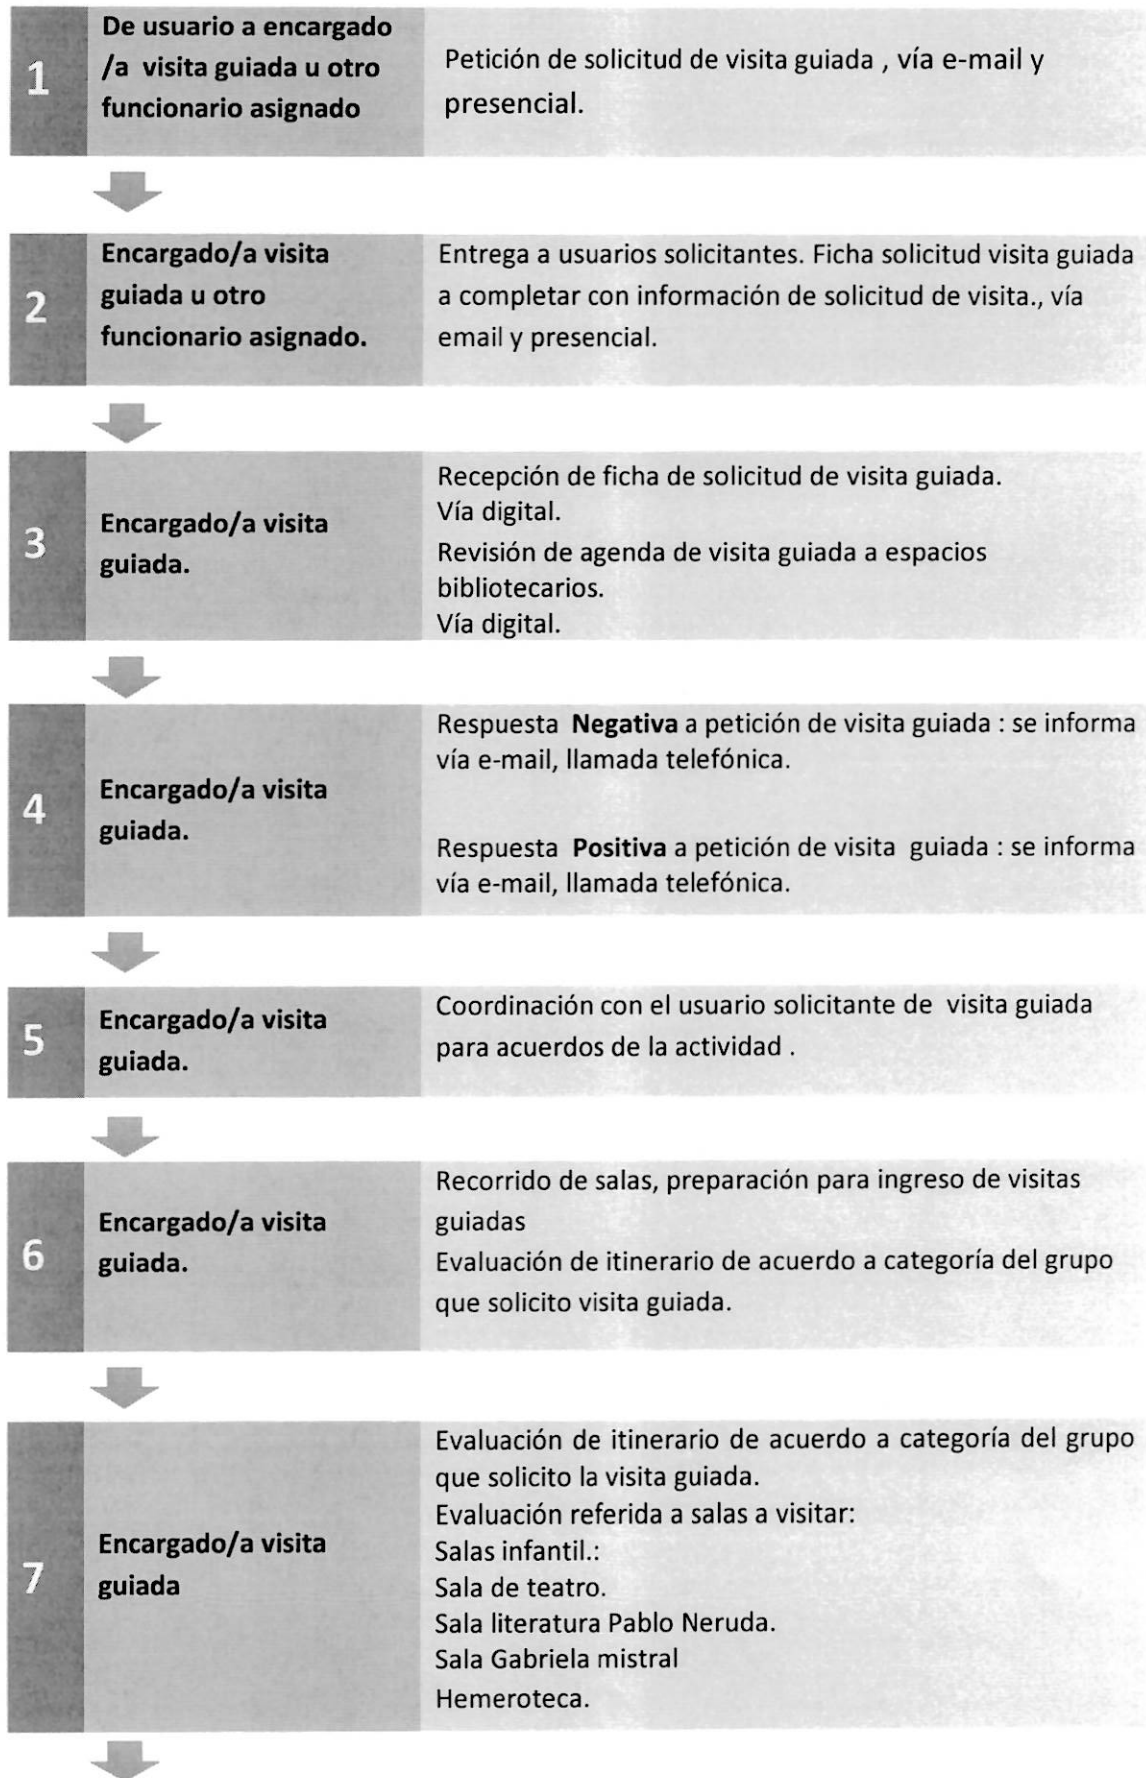 1
De usuario a encargado
/a visita guiada u otro
funcionario asignado
Petición de solicitud de visita guiada , vía e-mail y
presencial.
2
Encargado/a visita
guiada u otro
funcionario asignado.
Entrega a usuarios solicitantes. Ficha solicitud visita guiada
a completar con información de solicitud de visita., vía
email y presencial.
3
Encargado/a visita
guiada.
Recepción de ficha de solicitud de visita guiada.
Vía digital.
Revisión de agenda de visita guiada a espacios
bibliotecarios.
Vía digital.
4
Encargado/a visita
guiada.
Respuesta Negativa a petición de visita guiada : se informa
vía e-mail, llamada telefónica.
Respuesta Positiva a petición de visita guiada : se informa
vía e-mail, llamada telefónica.
5
Encargado/a visita
guiada.
Coordinación con el usuario solicitante de visita guiada
para acuerdos de la actividad .
6
Encargado/a visita
guiada.
Recorrido de salas, preparación para ingreso de visitas
guiadas
Evaluación de itinerario de acuerdo a categoría del grupo
que solicito visita guiada.
7
Encargado/a visita
guiada
Evaluación de itinerario de acuerdo a categoría del grupo
que solicito la visita guiada.
Evaluación referida a salas a visitar:
Salas infantil.:
Sala de teatro.
Sala literatura Pablo Neruda.
Sala Gabriela mistral
Hemeroteca.